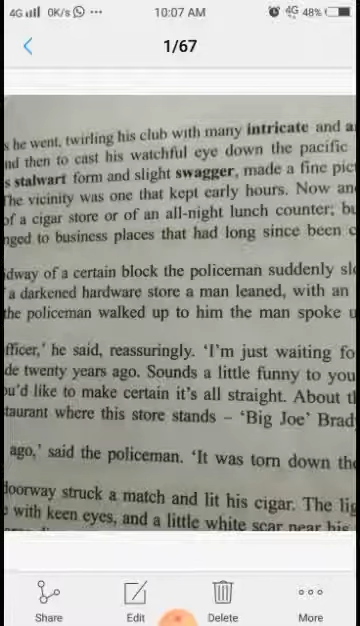 4G 0K/s ... 10:07 AM 4G 48%
1/67
s he went, twirling his club with many intricate and a
nd then to cast his watchful eye down the pacific
s stalwart form and slight swagger, made a fine pic
The vicinity was one that kept early hours. Now an
of a cigar store or of an all-night lunch counter; bu
nged to business places that had long since been c
dway of a certain block the policeman suddenly slo
a darkened hardware store a man leaned, with an
the policeman walked up to him the man spoke u
fficer,' he said, reassuringly. 'I'm just waiting fo
de twenty years ago. Sounds a little funny to you
ou'd like to make certain it's all straight. About th
taurant where this store stands – 'Big Joe' Brad
ago,' said the policeman. 'It was torn down the
doorway struck a match and lit his cigar. The lig
with keen eyes, and a little white scar near his
Share Edit Delete More